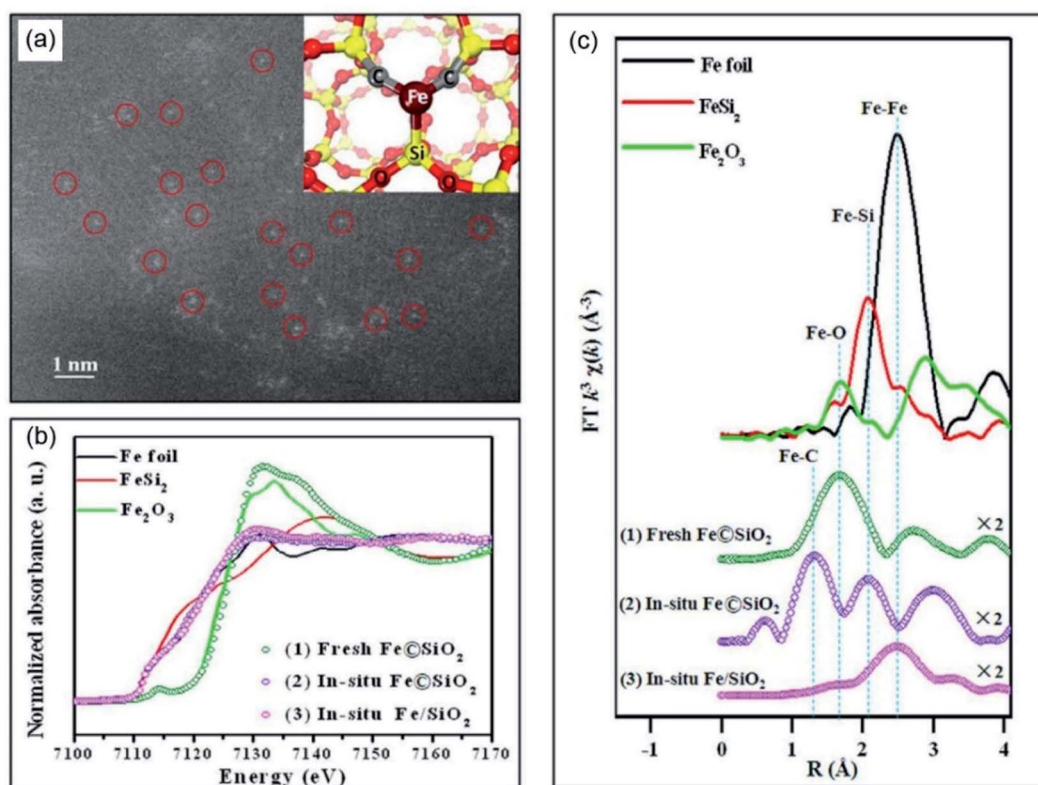 (a)
C
C
Fe
Si
O
O
1 nm
(b)
Fe foil
FeSi₂
Fe₂O₃
(1) Fresh Fe©SiO₂
(2) In-situ Fe©SiO₂
(3) In-situ Fe/SiO₂
Normalized absorbance (a. u.)
7100 7110 7120 7130 7140 7150 7160 7170
Energy (eV)
(c)
Fe foil
FeSi₂
Fe₂O₃
Fe-Fe
Fe-Si
Fe-O
Fe-C
FT k³ χ(k) (Å⁻³)
(1) Fresh Fe©SiO₂
×2
(2) In-situ Fe©SiO₂
×2
(3) In-situ Fe/SiO₂
×2
-1 0 1 2 3 4
R (Å)